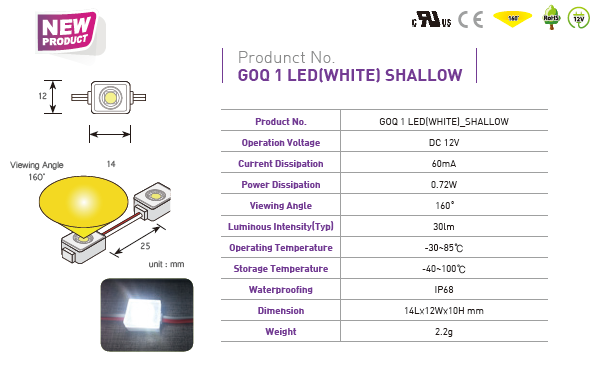 NEW
PRODUCT
c UL US CE 160˚ RoHS 12V
Produnct No.
GOQ 1 LED(WHITE) SHALLOW
12
14
Viewing Angle
160˚
25
unit : mm
Product No. GOQ 1 LED(WHITE)_SHALLOW
Operation Voltage DC 12V
Current Dissipation 60mA
Power Dissipation 0.72W
Viewing Angle 160˚
Luminous Intensity(Typ) 30lm
Operating Temperature -30~85℃
Storage Temperature -40~100℃
Waterproofing IP68
Dimension 14Lx12Wx10H mm
Weight 2.2g